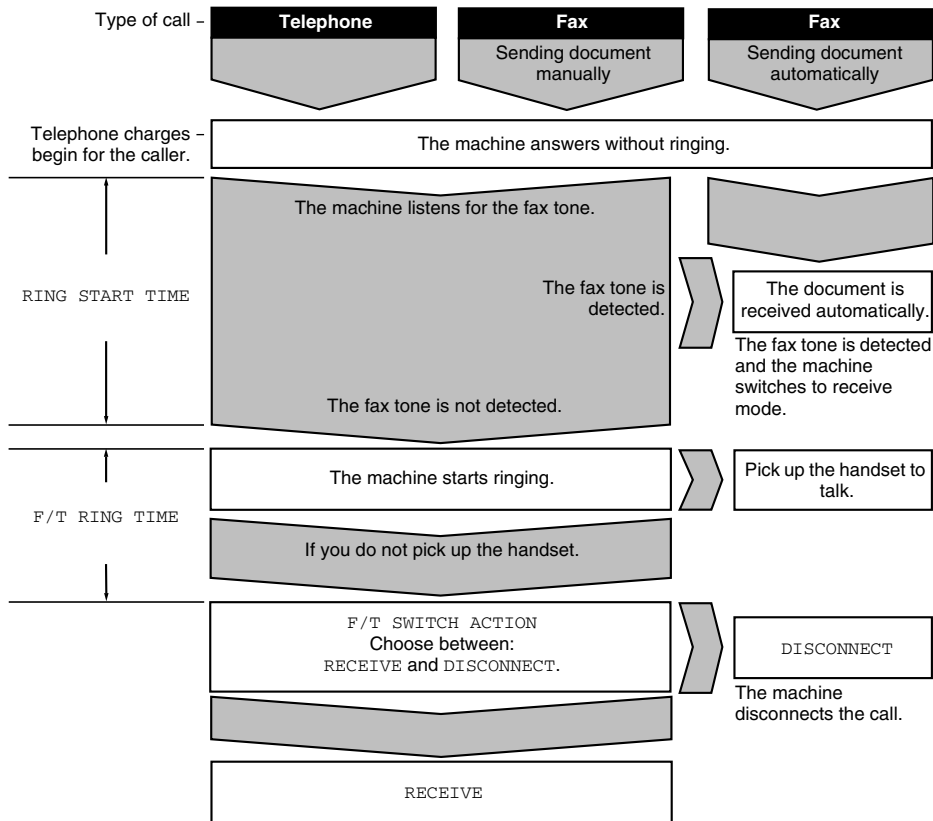 Type of call –
Telephone
Fax
Fax
Sending document
manually
Sending document
automatically
Telephone charges –
begin for the caller.
The machine answers without ringing.
The machine listens for the fax tone.
RING START TIME
The fax tone is
detected.
The document is
received automatically.
The fax tone is detected
and the machine
switches to receive
mode.
The fax tone is not detected.
F/T RING TIME
The machine starts ringing.
Pick up the handset to
talk.
If you do not pick up the handset.
F/T SWITCH ACTION
Choose between:
RECEIVE and DISCONNECT.
DISCONNECT
The machine
disconnects the call.
RECEIVE